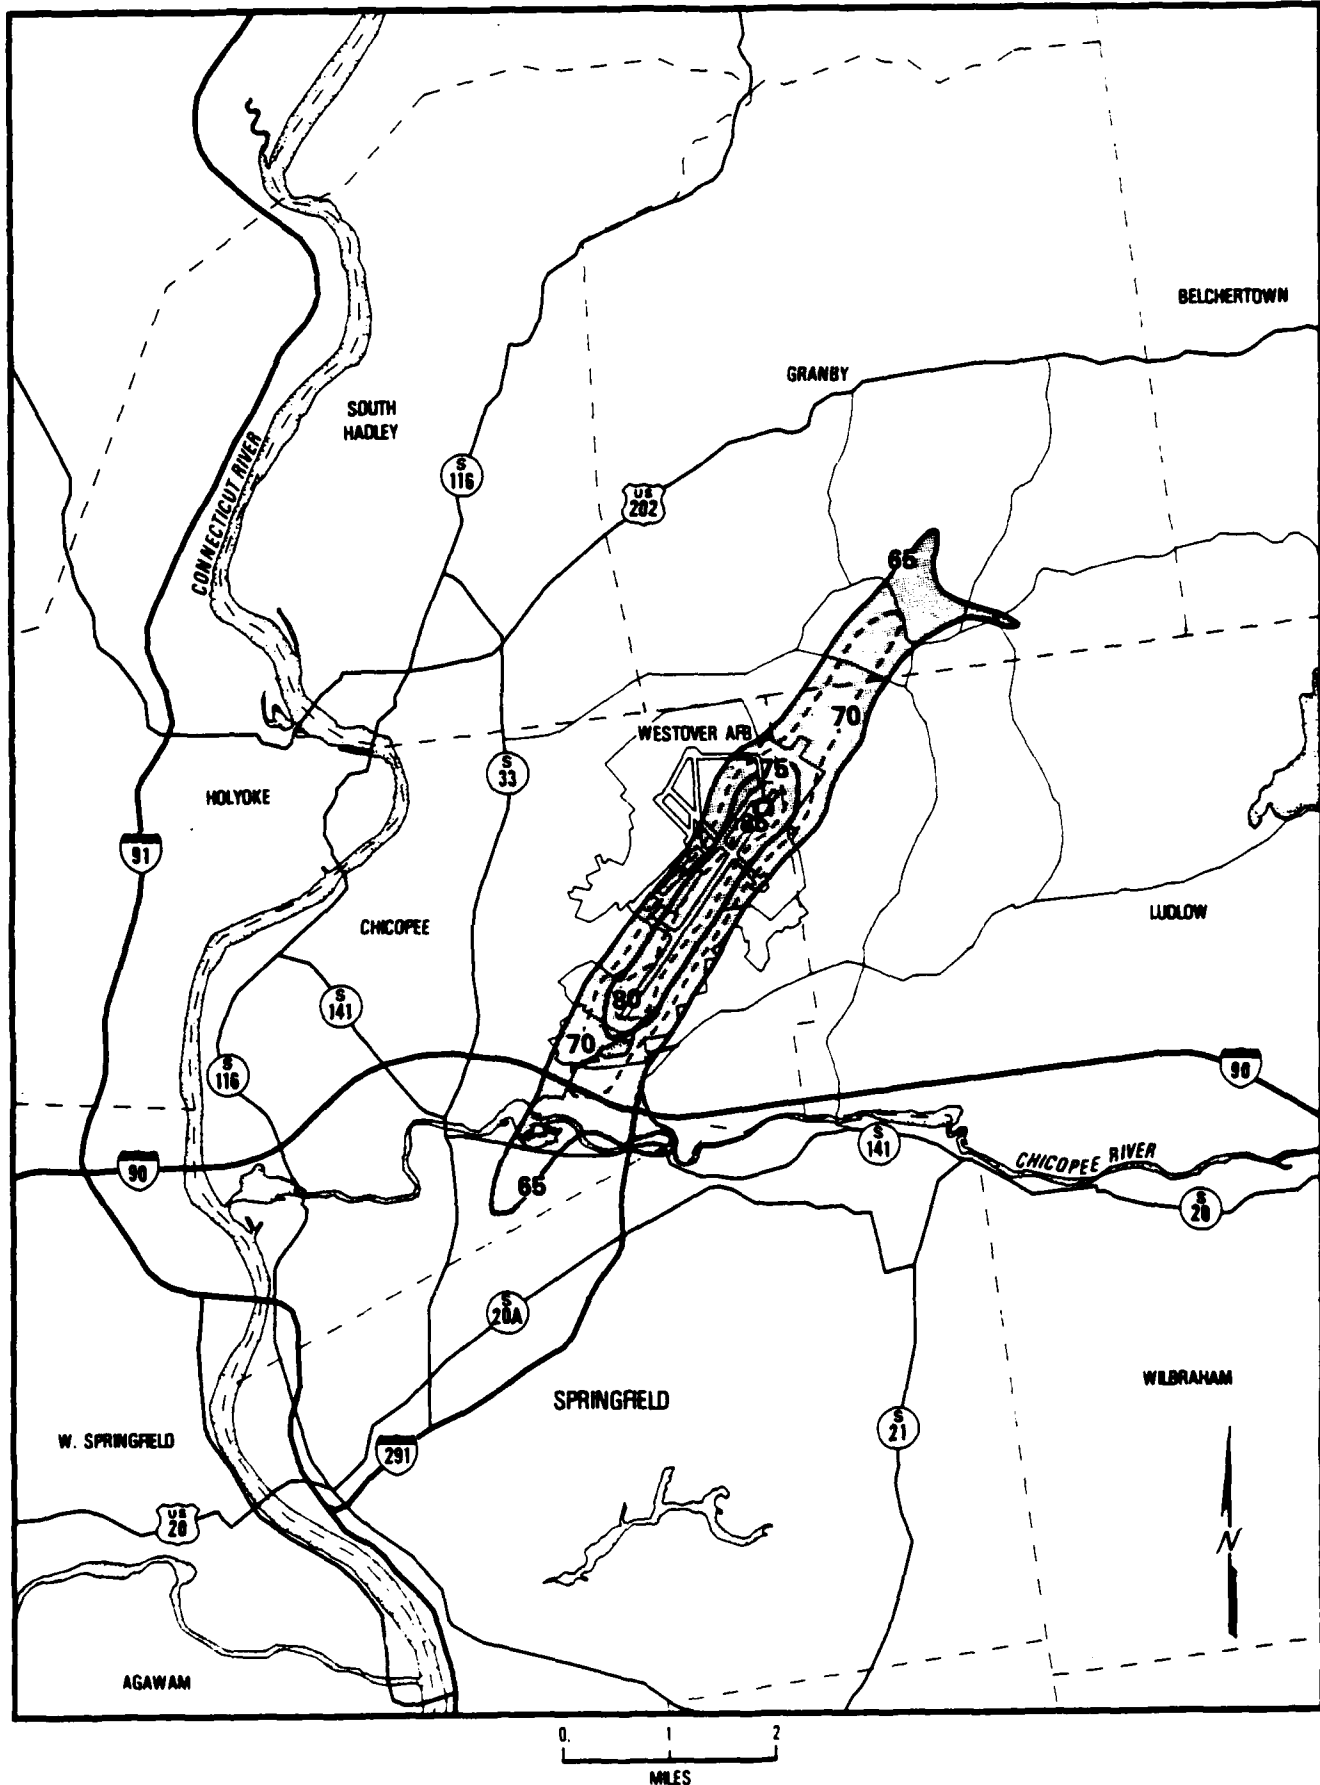 BELCHERTOWN
GRANBY
SOUTH
HADLEY
CONNECTICUT RIVER
S
116
US
202
65
70
WESTOVER AFB
75
S
33
HOLYOKE
85
91
LUDLOW
CHICOPEE
80
S
141
70
S
116
90
90
S
141
CHICOPEE RIVER
65
S
20
S
20A
WILBRAHAM
SPRINGFIELD
S
21
W. SPRINGFIELD
291
US
20
N
AGAWAM
0.
1
2
MILES